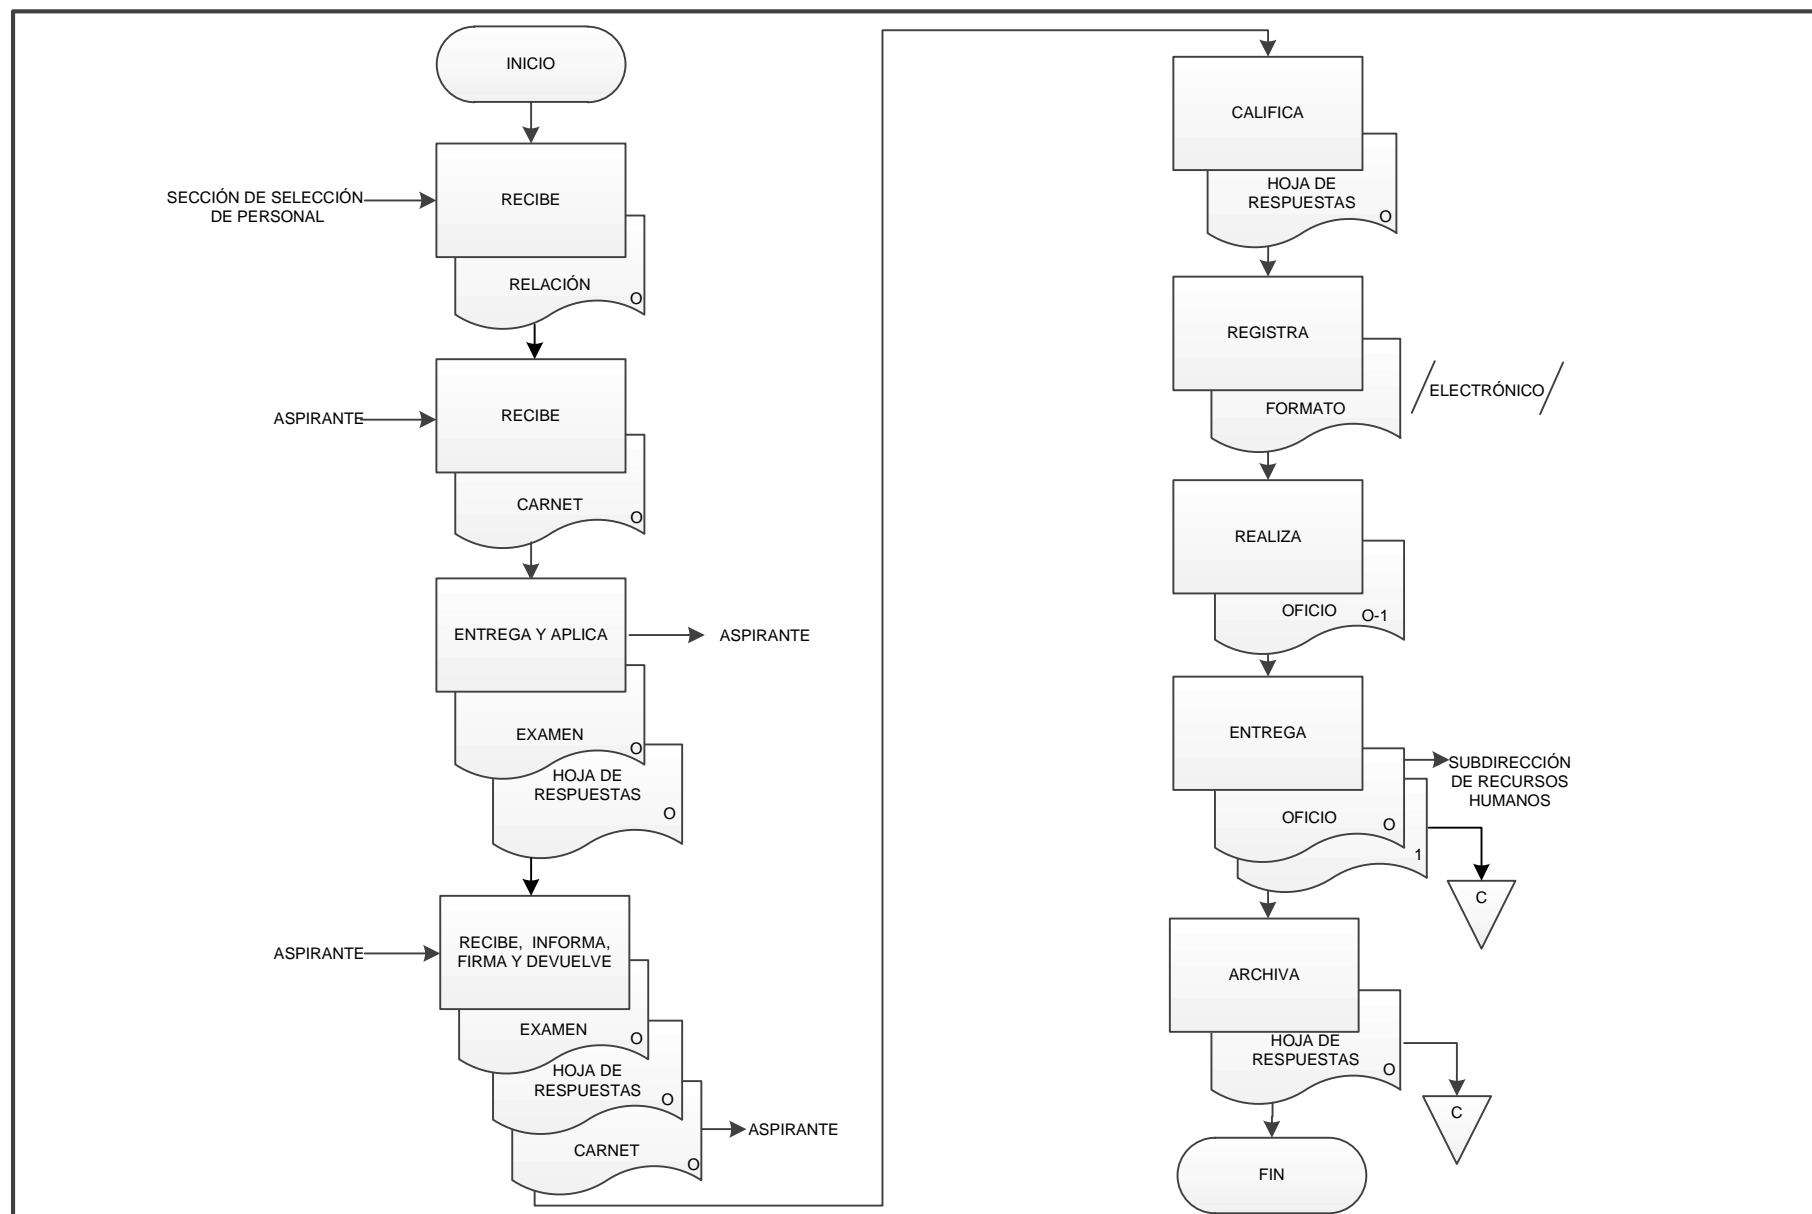 INICIO
SECCIÓN DE SELECCIÓN
DE PERSONAL
RECIBE
RELACIÓN
O
ASPIRANTE
RECIBE
CARNET
O
ENTREGA Y APLICA
ASPIRANTE
EXAMEN
O
HOJA DE
RESPUESTAS
O
ASPIRANTE
RECIBE, INFORMA,
FIRMA Y DEVUELVE
EXAMEN
O
HOJA DE
RESPUESTAS
O
CARNET
O
ASPIRANTE
CALIFICA
HOJA DE
RESPUESTAS
O
REGISTRA
FORMATO
ELECTRÓNICO
REALIZA
OFICIO
O-1
ENTREGA
SUBDIRECCIÓN
DE RECURSOS
HUMANOS
OFICIO
O
1
C
ARCHIVA
HOJA DE
RESPUESTAS
O
C
FIN